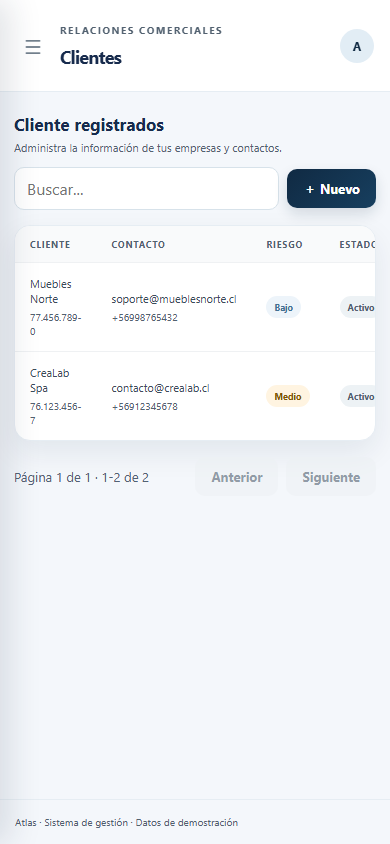 RELACIONES COMERCIALES
Clientes
A
Cliente registrados
Administra la información de tus empresas y contactos.
Buscar...
+ Nuevo
CLIENTE CONTACTO RIESGO ESTADO
Muebles
Norte
77.456.789-
0
soporte@mueblesnorte.cl
+56998765432
Bajo
Activo
CreaLab
Spa
76.123.456-
7
contacto@crealab.cl
+56912345678
Medio
Activo
Página 1 de 1 · 1-2 de 2
Anterior
Siguiente
Atlas · Sistema de gestión · Datos de demostración